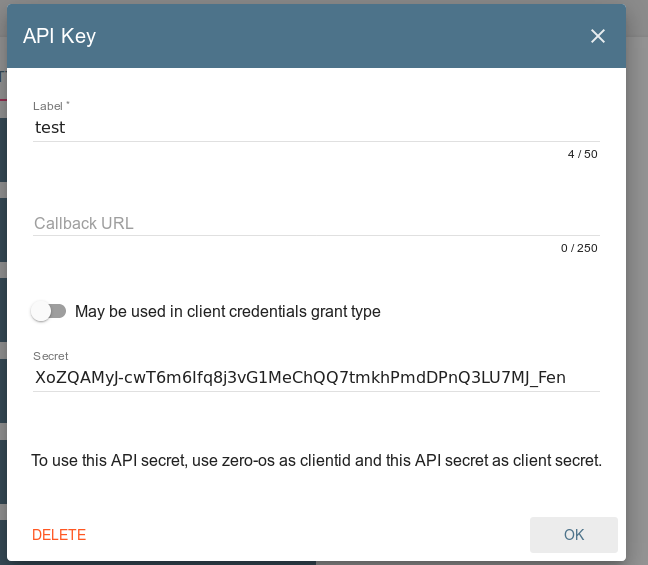 API Key
Label *
test
4 / 50
Callback URL
0 / 250
May be used in client credentials grant type
Secret
XoZQAMyJ-cwT6m6Ifq8j3vG1MeChQQ7tmkhPmdDPnQ3LU7MJ_Fen
To use this API secret, use zero-os as clientid and this API secret as client secret.
DELETE
OK